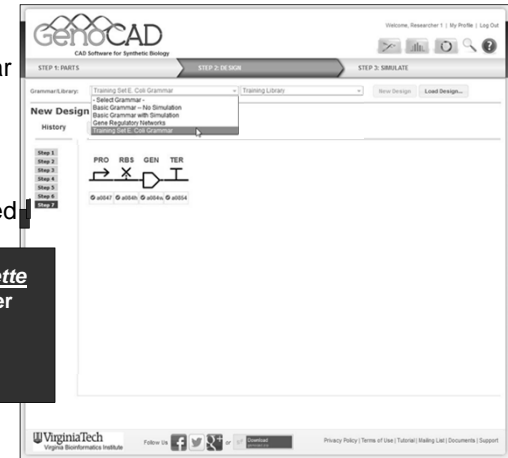 GenoCAD
CAD Software for Synthetic Biology
Welcome, Researcher 1 | My Profile | Log Out
STEP 1: PARTS
STEP 2: DESIGN
STEP 3: SIMULATE
ar
Grammar/Library:
Training Set E. Coli Grammar
Training Library
New Design
Load Design...
- Select Grammar -
Basic Grammar – No Simulation
Basic Grammar with Simulation
Gene Regulatory Networks
Training Set E. Coli Grammar
New Design
History
Step 1
Step 2
Step 3
Step 4
Step 5
Step 6
Step 7
PRO RBS GEN TER
ed
ette
er
VirginiaTech
Virginia Bioinformatics Institute
Follow Us
or
Download
Privacy Policy | Terms of Use | Tutorial | Mailing List | Documents | Support